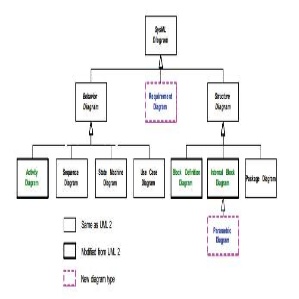 SysML
Diagram
Behavior
Diagram
Requirement
Diagram
Structure
Diagram
Activity
Diagram
Sequence
Diagram
State Machine
Diagram
Use Case
Diagram
Block Definition
Diagram
Internal Block
Diagram
Package Diagram
Parametric
Diagram
Same as UML 2
Modified from UML 2
New diagram type